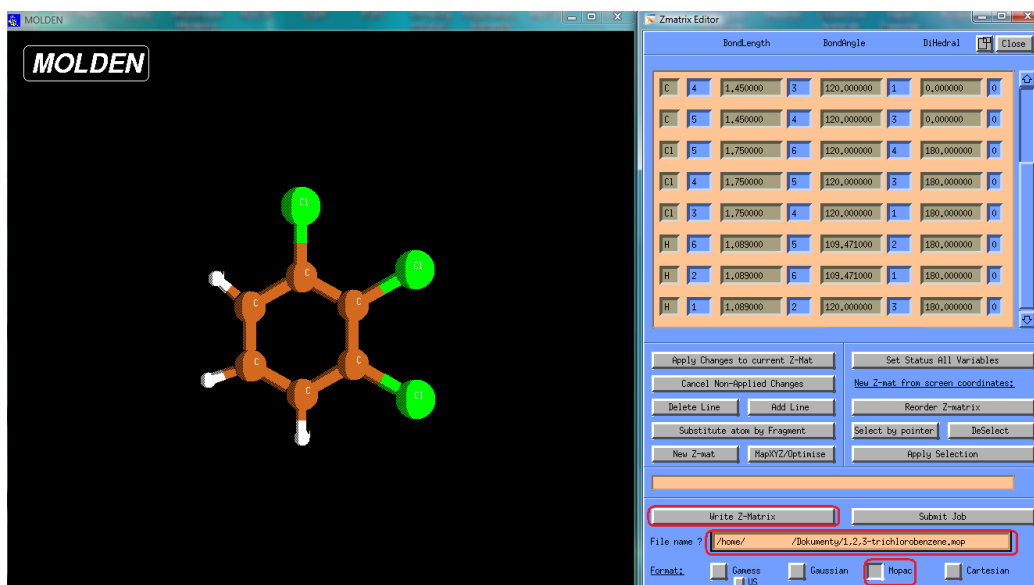 MOLDEN
MOLDEN
Cl
Cl
C
C
C
C
C
C
Cl
Zmatrix Editor
BondLength BondAngle DiHedral Close
C 4 1.450000 3 120.000000 1 0.000000 0
C 5 1.450000 4 120.000000 3 0.000000 0
Cl 5 1.750000 6 120.000000 4 180.000000 0
Cl 4 1.750000 5 120.000000 3 180.000000 0
Cl 3 1.750000 4 120.000000 1 180.000000 0
H 6 1.089000 5 109.471000 2 180.000000 0
H 2 1.089000 6 109.471000 1 180.000000 0
H 1 1.089000 2 120.000000 3 180.000000 0
Apply Changes to current Z-Mat Set Status All Variables
Cancel Non-Applied Changes New Z-mat from screen coordinates:
Delete Line Add Line Reorder Z-matrix
Substitute atom by Fragment Select by pointer DeSelect
New Z-mat MapXYZ/Optimise Apply Selection
Write Z-Matrix Submit Job
File name ? /home/ /Dokumenty/1,2,3-trichlorobenzene.mop
Format: Gamess Gaussian Mopac Cartesian
US